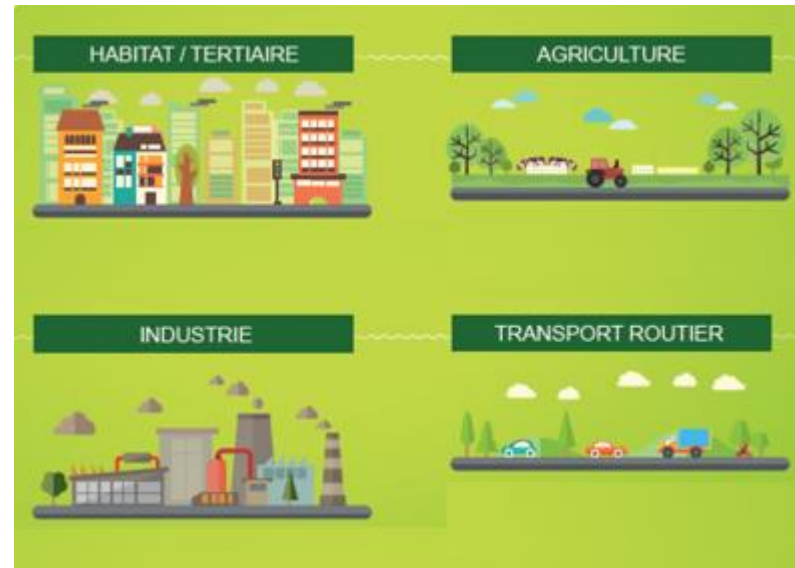 HABITAT / TERTIAIRE
AGRICULTURE
INDUSTRIE
TRANSPORT ROUTIER